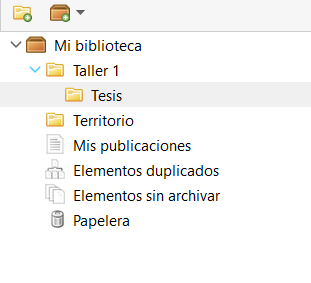 Mi biblioteca
Taller 1
Tesis
Territorio
Mis publicaciones
Elementos duplicados
Elementos sin archivar
Papelera